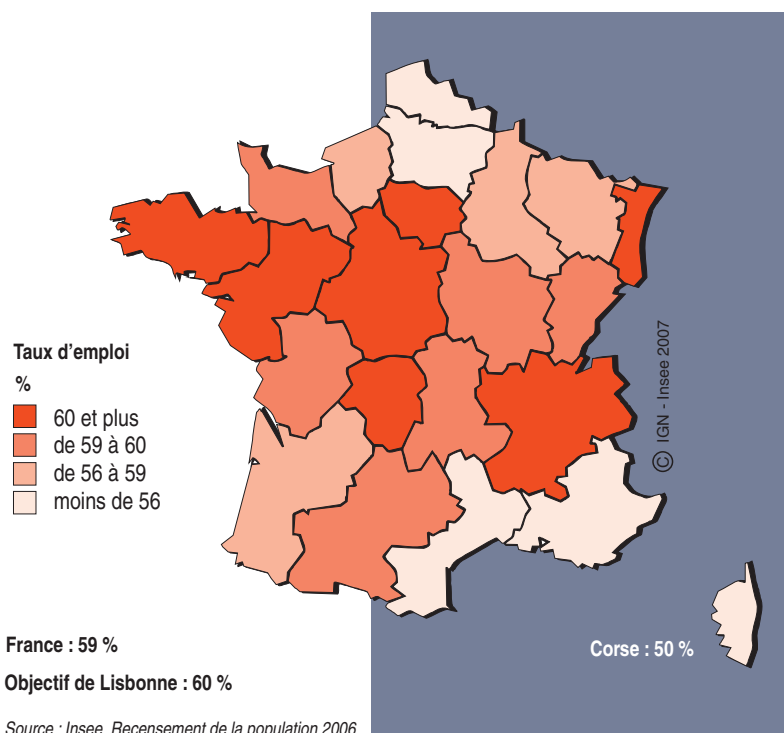 Taux d'emploi
%
60 et plus
de 59 à 60
de 56 à 59
moins de 56
© IGN - Insee 2007
France : 59 %
Corse : 50 %
Objectif de Lisbonne : 60 %
Source : Insee, Recensement de la population 2006